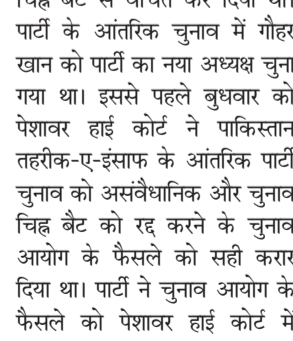 चिह्न बैट से वंचित कर दिया था।
पार्टी के आंतरिक चुनाव में गौहर
खान को पार्टी का नया अध्यक्ष चुना
गया था। इससे पहले बुधवार को
पेशावर हाई कोर्ट ने पाकिस्तान
तहरीक-ए-इंसाफ के आंतरिक पार्टी
चुनाव को असंवैधानिक और चुनाव
चिह्न बैट को रद्द करने के चुनाव
आयोग के फैसले को सही करार
दिया था। पार्टी ने चुनाव आयोग के
फैसले को पेशावर हाई कोर्ट में